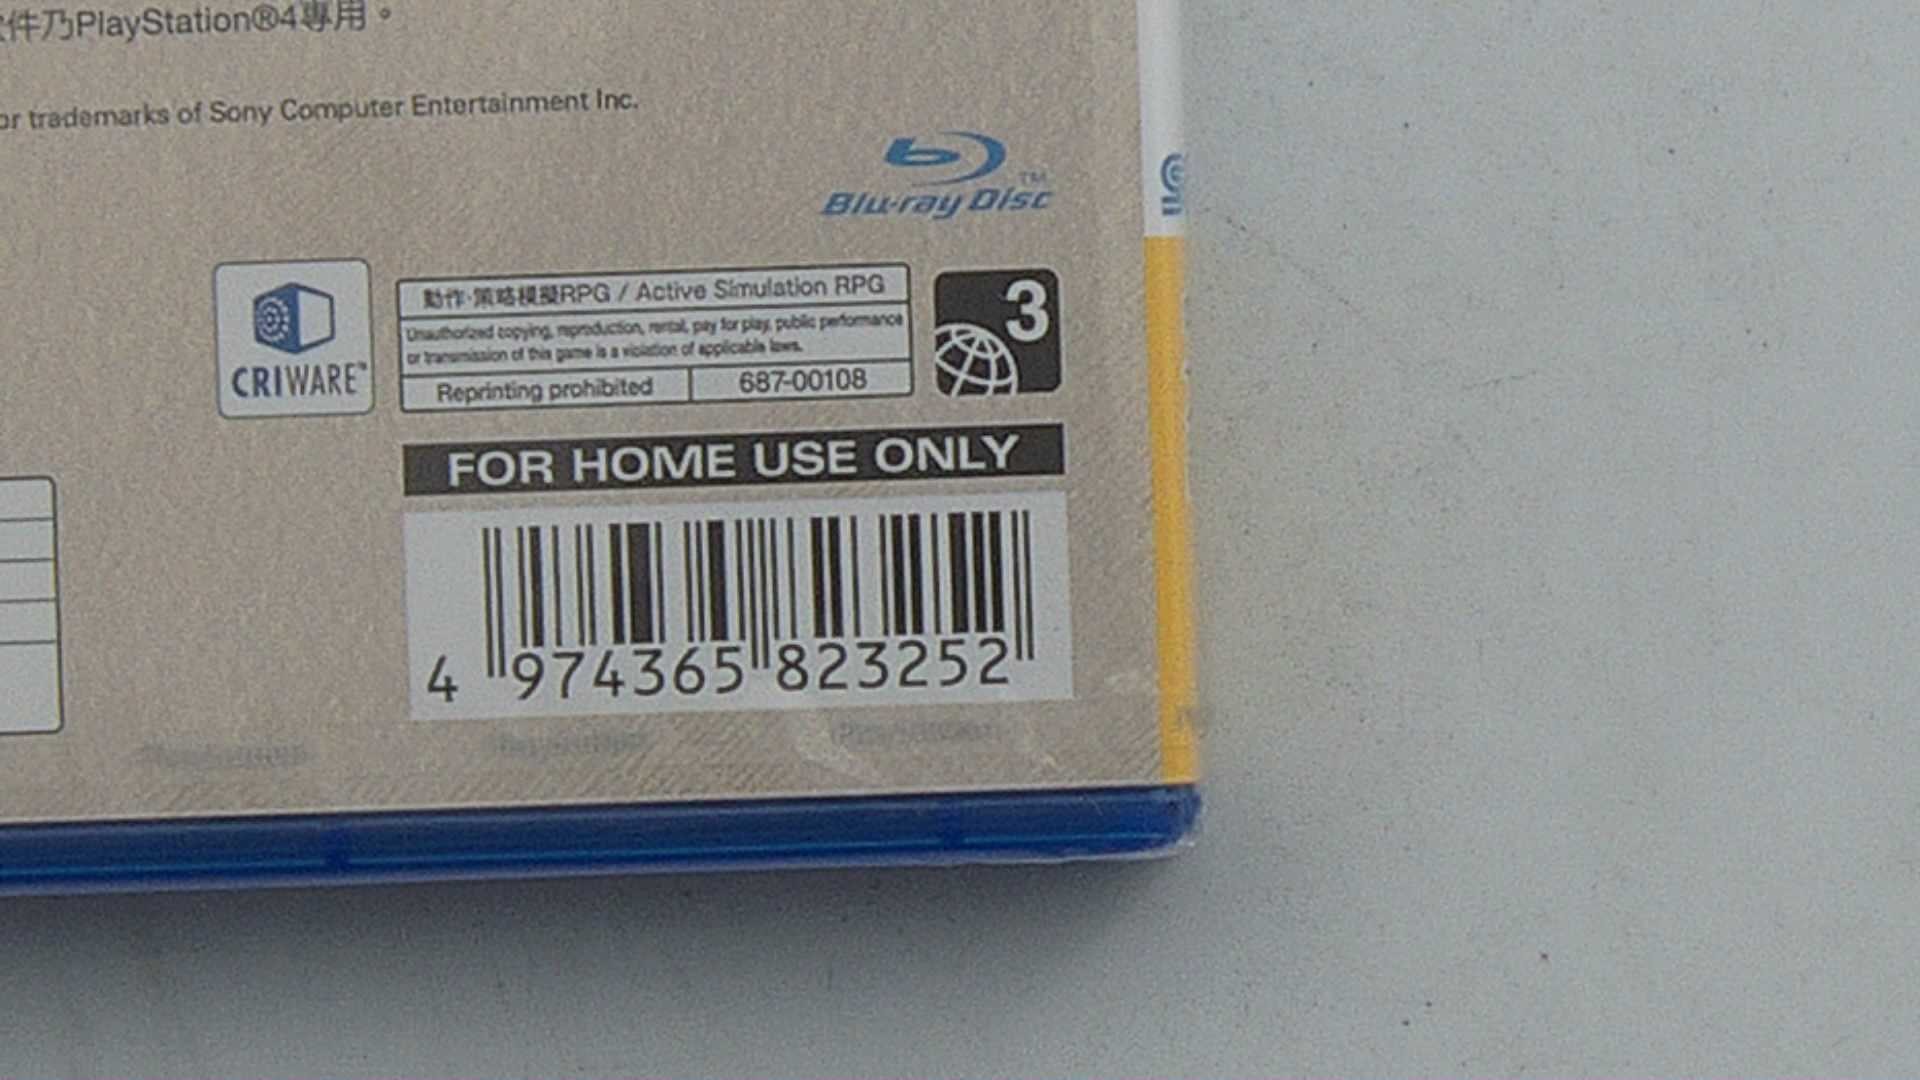 件乃PlayStation®4專用。
or trademarks of Sony Computer Entertainment Inc.
Blu-ray Disc™
動作·策略模擬RPG / Active Simulation RPG
Unauthorized copying, reproduction, rental, pay for play, public performance
or transmission of this game is a violation of applicable laws.
Reprinting prohibited 687-00108
3
CRIWARE™
FOR HOME USE ONLY
4 974365 823252